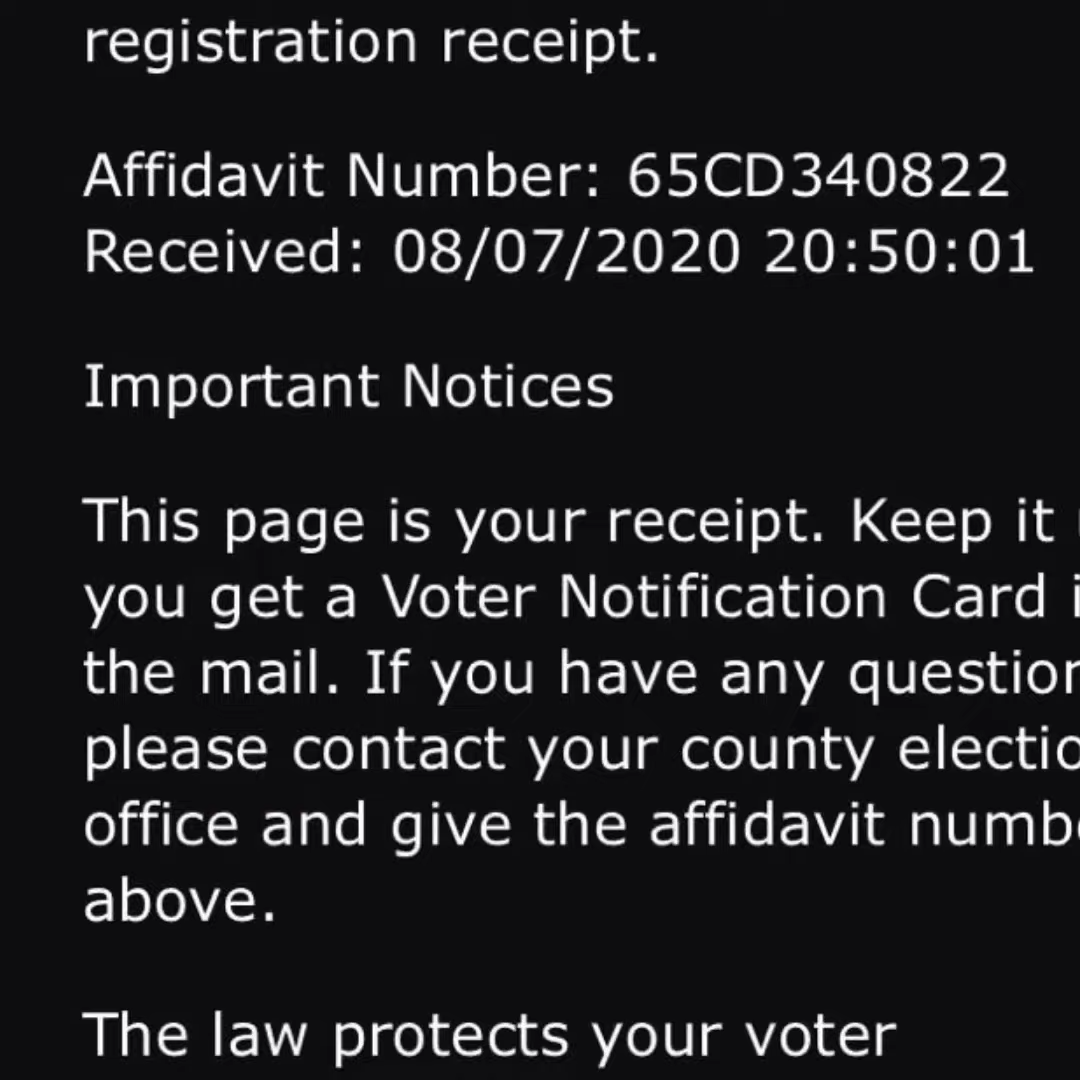 registration receipt.
Affidavit Number: 65CD340822
Received: 08/07/2020 20:50:01
Important Notices
This page is your receipt. Keep it
you get a Voter Notification Card
the mail. If you have any
please contact your county
office and give the affidavit
above.
The law protects your voter